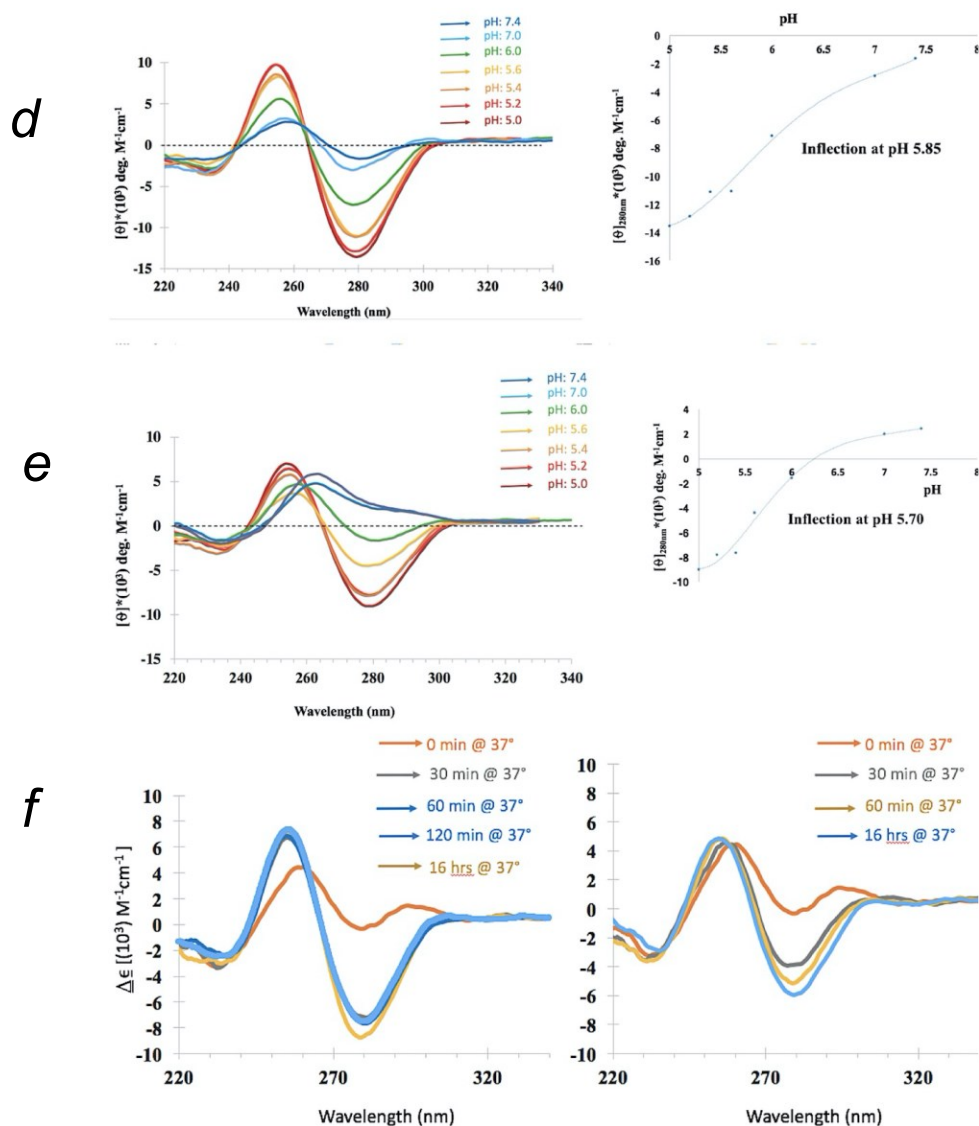 d
pH: 7.4
pH: 7.0
pH: 6.0
pH: 5.6
pH: 5.4
pH: 5.2
pH: 5.0
10
5
0
-5
-10
-15
[θ]*(10³) deg. M⁻¹cm⁻¹
220 240 260 280 300 320 340
Wavelength (nm)
pH
5 5.5 6 6.5 7 7.5 8
0
-2
-4
-6
-8
-10
-12
-14
-16
[θ]280nm*(10³) deg. M⁻¹cm⁻¹
Inflection at pH 5.85
e
pH: 7.4
pH: 7.0
pH: 6.0
pH: 5.6
pH: 5.4
pH: 5.2
pH: 5.0
10
5
0
-5
-10
-15
[θ]*(10³) deg. M⁻¹cm⁻¹
220 240 260 280 300 320 340
Wavelength (nm)
4
2
0
-2
-4
-6
-8
-10
[θ]280nm*(10³) deg. M⁻¹cm⁻¹
5 5.5 6 6.5 7 7.5 8
pH
Inflection at pH 5.70
f
0 min @ 37°
30 min @ 37°
60 min @ 37°
120 min @ 37°
16 hrs @ 37°
10
8
6
4
2
0
-2
-4
-6
-8
-10
Δϵ [(10³) M⁻¹cm⁻¹ ]
220 270 320
Wavelength (nm)
0 min @ 37°
30 min @ 37°
60 min @ 37°
16 hrs @ 37°
10
8
6
4
2
0
-2
-4
-6
-8
-10
220 270 320
Wavelength (nm)